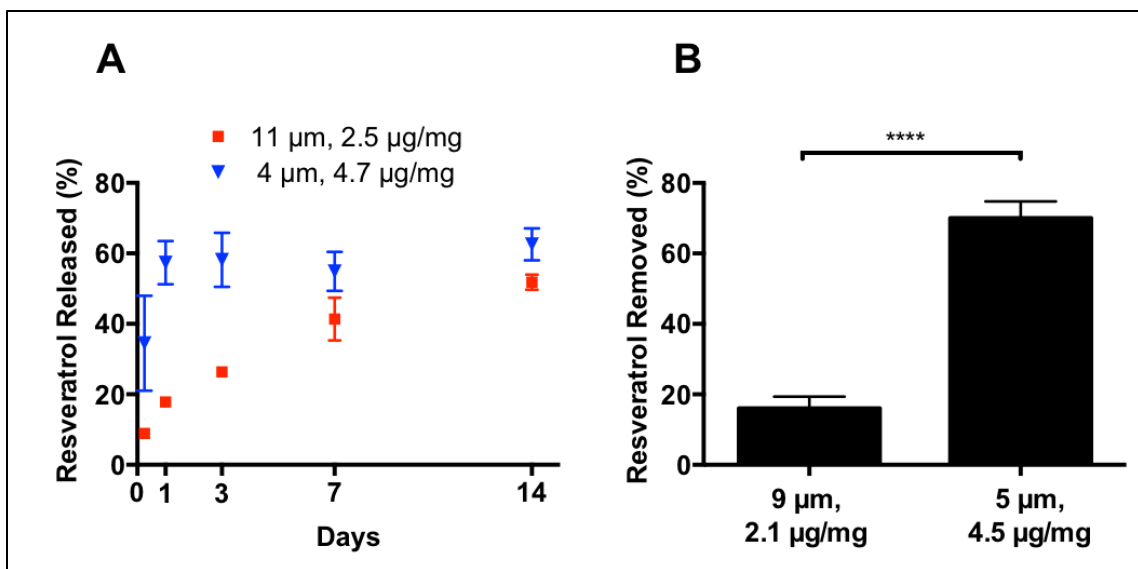 A
B
11 µm, 2.5 µg/mg
4 µm, 4.7 µg/mg
****
Resveratrol Released (%)
80
60
40
20
0
0 1 3 7 14
Days
Resveratrol Removed (%)
80
60
40
20
0
9 µm,
2.1 µg/mg
5 µm,
4.5 µg/mg